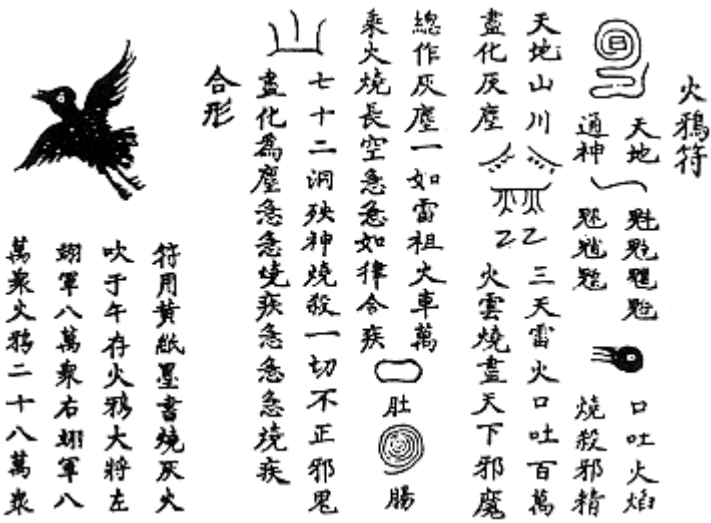 火鴉符
天地
口吐火焰
通神
燒殺邪精
天地山川
三天雷火口吐百萬
盡化灰塵
火雲燒盡天下邪魔
總作灰塵一如雷祖火車萬
乘火燒長空急急如律令疾
肚
腸
七十二洞殃神燒殺一切不正邪鬼
盡化爲塵急急燒疾急急急燒疾
合形
符用黃紙墨書燒灰火
吹于午存火鴉大將左
翊軍八萬衆右翊軍八
萬衆火鴉二十八萬衆